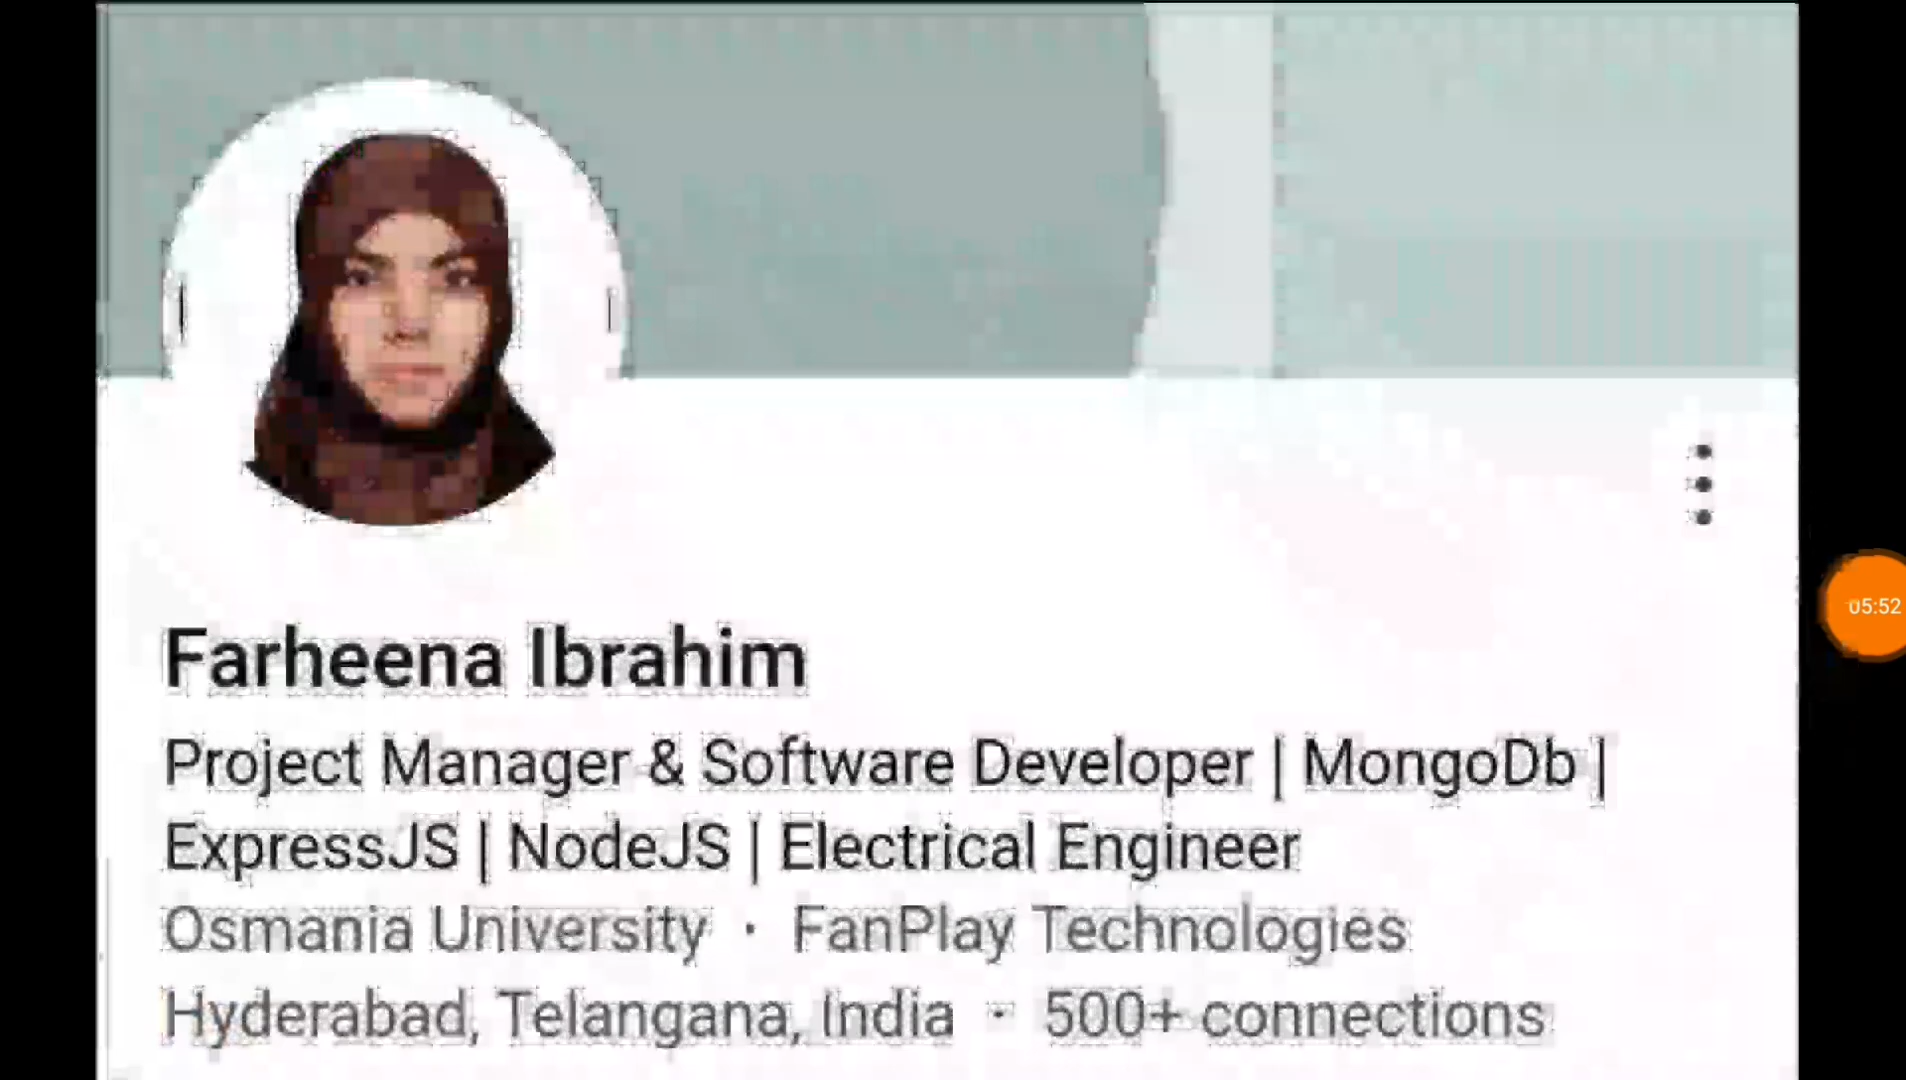 Farheena Ibrahim
Project Manager & Software Developer | MongoDb |
ExpressJS | NodeJS | Electrical Engineer
Osmania University · FanPlay Technologies
Hyderabad, Telangana, India · 500+ connections
05:52